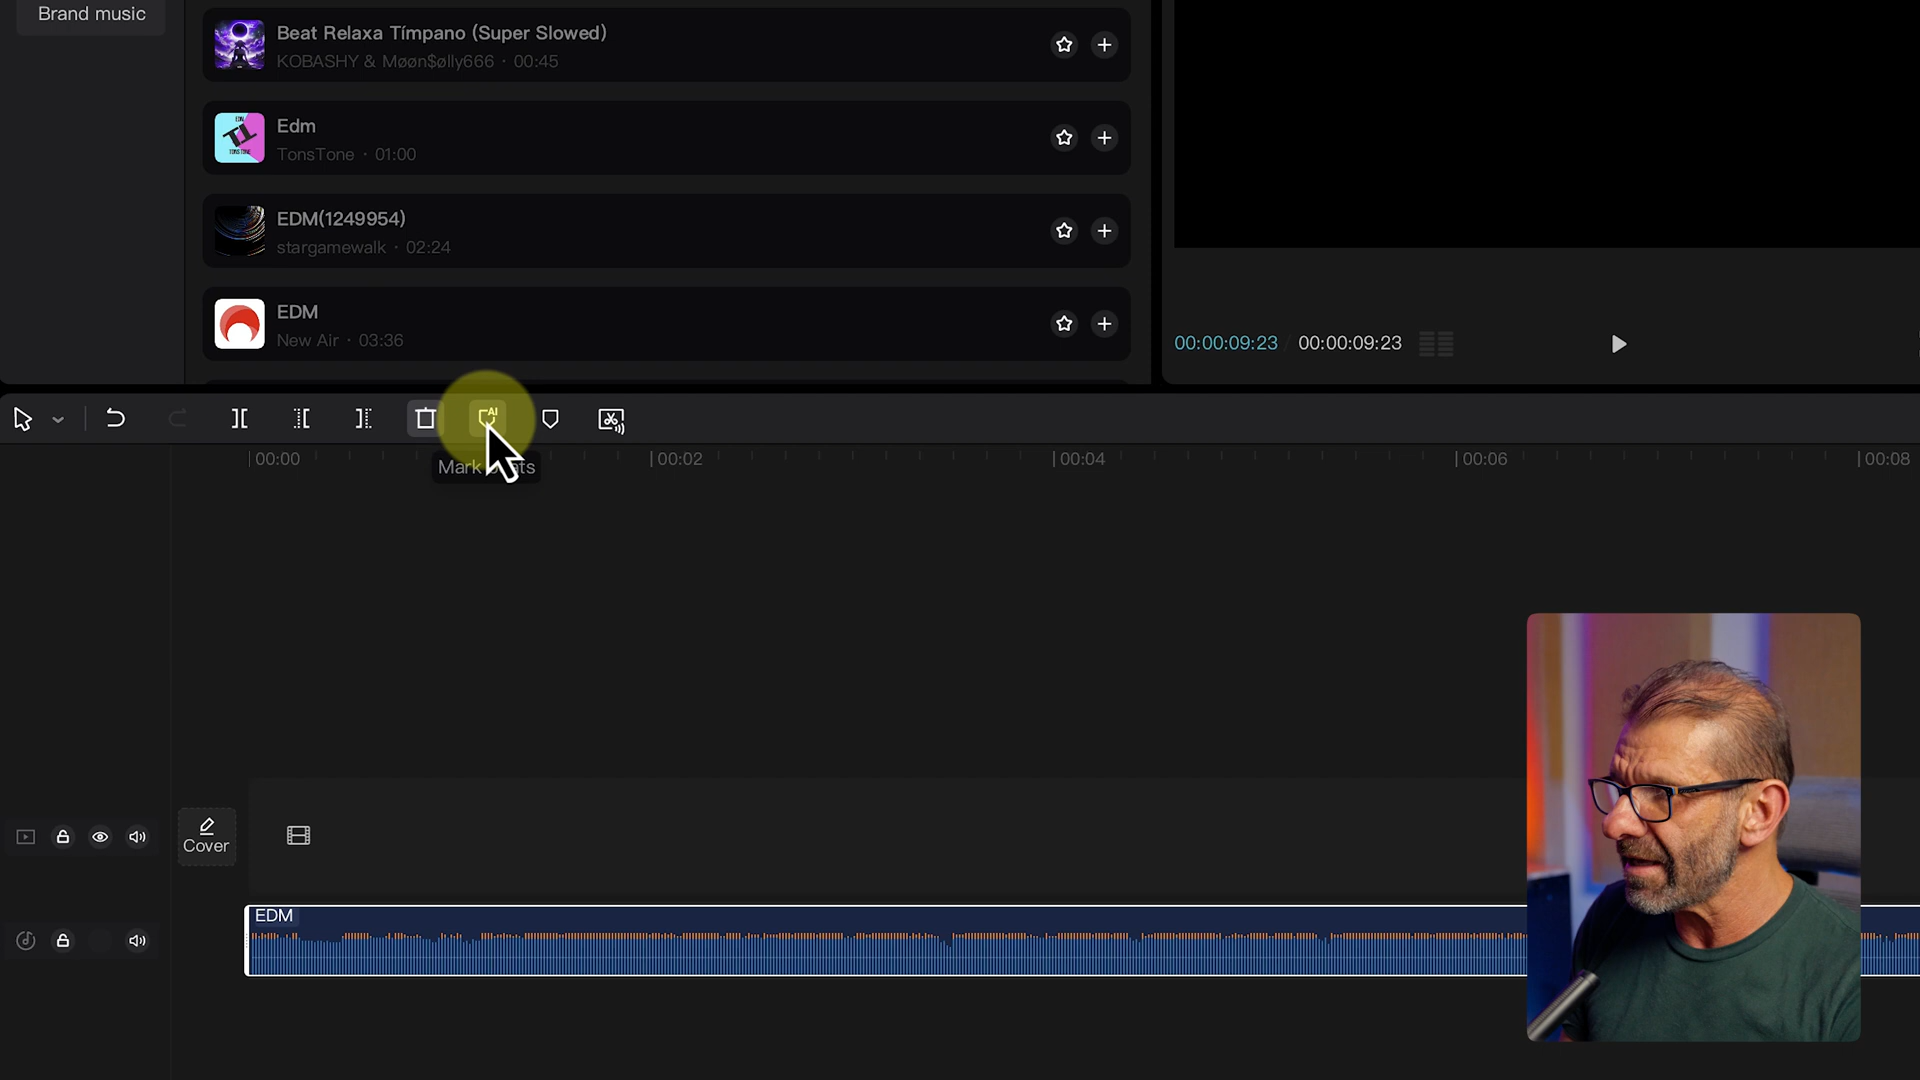 Brand music
Beat Relaxa Tímpano (Super Slowed)
KOBASHY & Møøn$ølly666 · 00:45
Edm
TonsTone · 01:00
EDM(1249954)
stargamewalk · 02:24
EDM
New Air · 03:36
00:00:09:23 00:00:09:23
AI
Mark
00:00 00:02 00:04 00:06 00:08
Cover
EDM